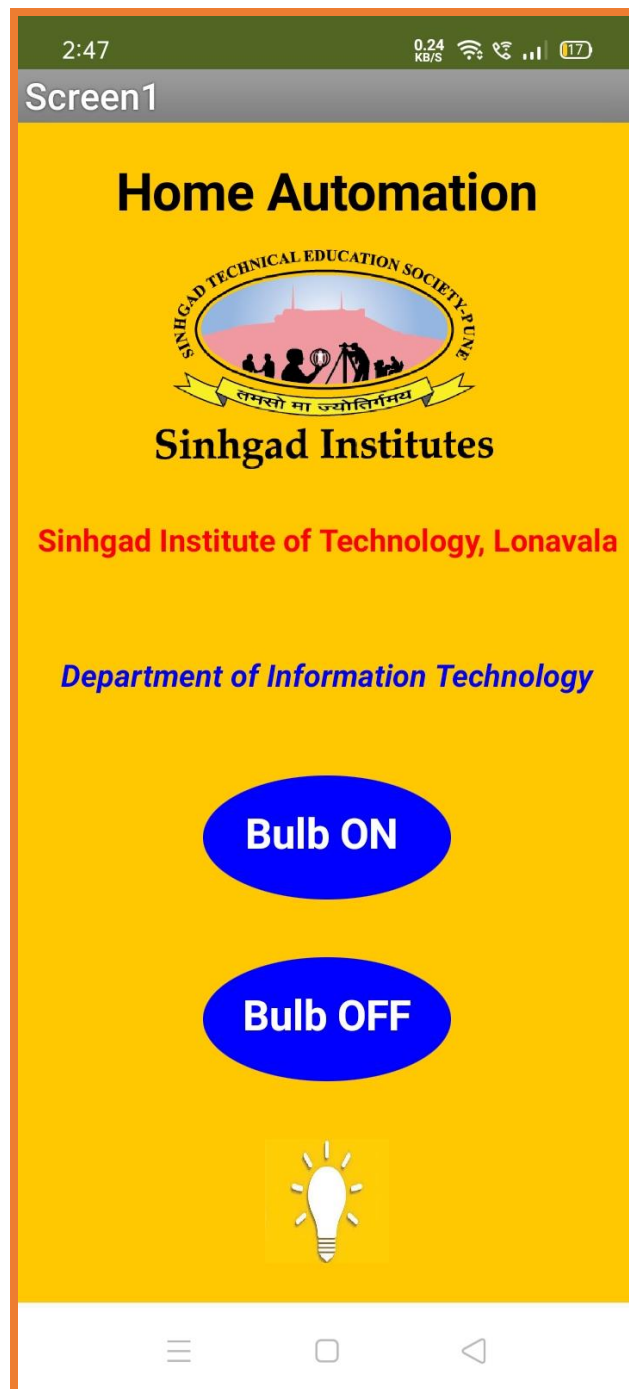 2:47
0.24
KB/S
17
Screen1
Home Automation
SINHGAD TECHNICAL EDUCATION SOCIETY-PUNE
तमसो मा ज्योतिर्गमय
Sinhgad Institutes
Sinhgad Institute of Technology, Lonavala
Department of Information Technology
Bulb ON
Bulb OFF